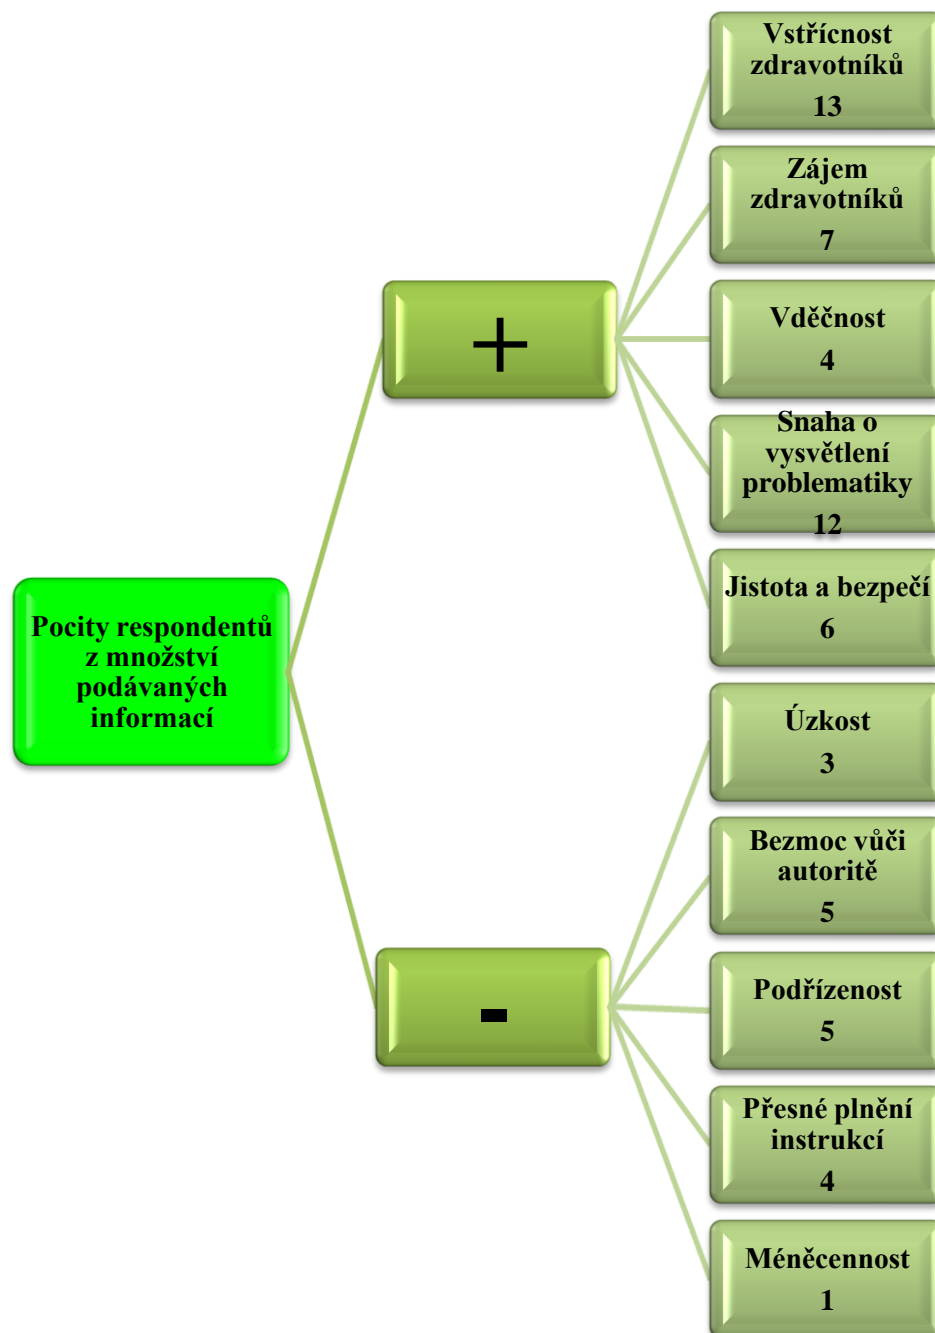 Pocity respondentů
z množství
podávaných
informací
+
Vstřícnost
zdravotníků
13
Zájem
zdravotníků
7
Vděčnost
4
Snaha o
vysvětlení
problematiky
12
Jistota a bezpečí
6
-
Úzkost
3
Bezmoc vůči
autoritě
5
Podřízenost
5
Přesné plnění
instrukcí
4
Méněcennost
1